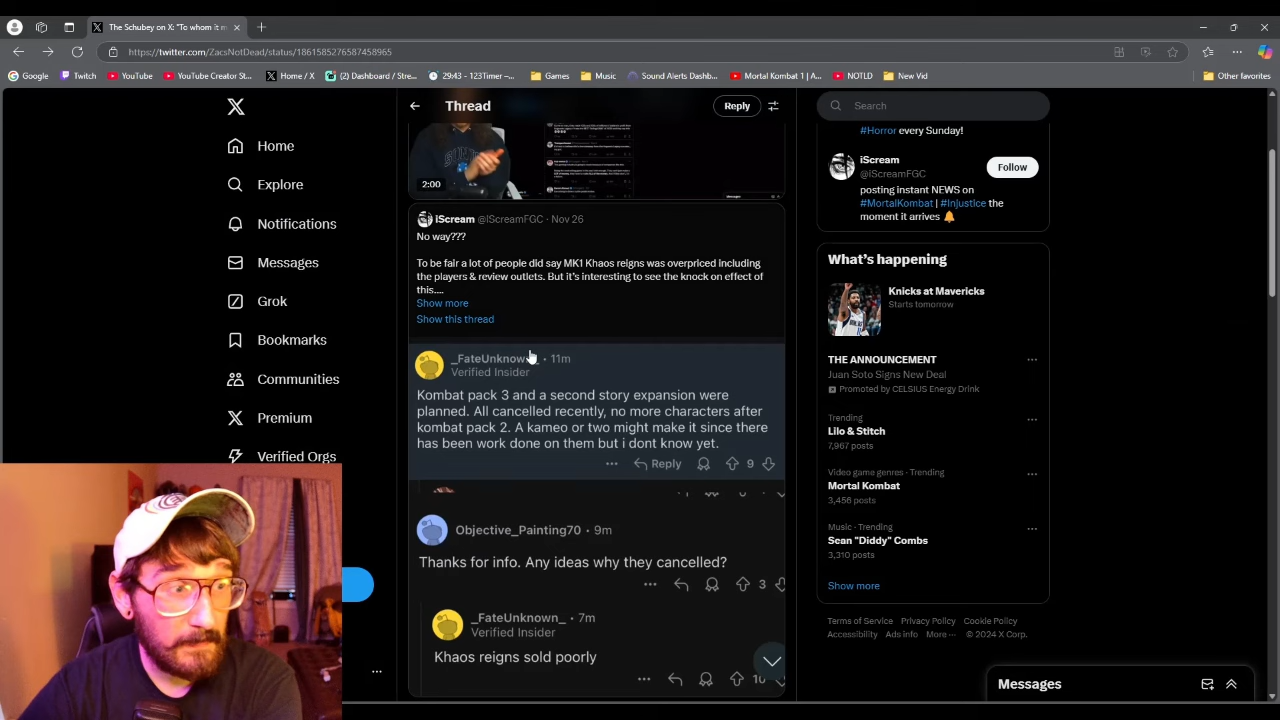 The Schubey on X: "To whom it m
https://twitter.com/ZacsNotDead/status/1861585276587458965
Google
Twitch
YouTube
YouTube Creator St...
Home / X
(2) Dashboard / Stre...
29:43 - 123Timer –...
Games
Music
Sound Alerts Dashb...
Mortal Kombat 1 | A...
NOTLD
New Vid
Other favorites
Home
Explore
Notifications
Messages
Grok
Bookmarks
Communities
Premium
Verified Orgs
Thread
Reply
2:00
iScream @IScreamFGC · Nov 26
No way???
To be fair a lot of people did say MK1 Khaos reigns was overpriced including
the players & review outlets. But it's interesting to see the knock on effect of
this....
Show more
Show this thread
_FateUnknown_ · 11m
Verified Insider
Kombat pack 3 and a second story expansion were
planned. All cancelled recently, no more characters after
kombat pack 2. A kameo or two might make it since there
has been work done on them but i dont know yet.
Reply 9
Objective_Painting70 · 9m
Thanks for info. Any ideas why they cancelled?
3
_FateUnknown_ · 7m
Verified Insider
Khaos reigns sold poorly
10
Search
#Horror every Sunday!
iScream
@IScreamFGC
Follow
posting instant NEWS on
#MortalKombat | #Injustice the
moment it arrives
What's happening
Knicks at Mavericks
Starts tomorrow
THE ANNOUNCEMENT
Juan Soto Signs New Deal
Promoted by CELSIUS Energy Drink
Trending
Lilo & Stitch
7,967 posts
Video game genres · Trending
Mortal Kombat
3,456 posts
Music · Trending
Sean "Diddy" Combs
3,310 posts
Show more
Terms of Service Privacy Policy Cookie Policy
Accessibility Ads info More ··· © 2024 X Corp.
Messages